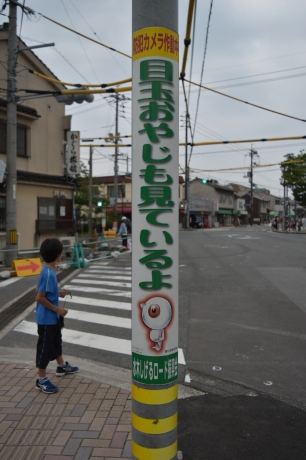 防犯カメラ作動中
目玉おやじも見ているよ
水木しげるロード振興会